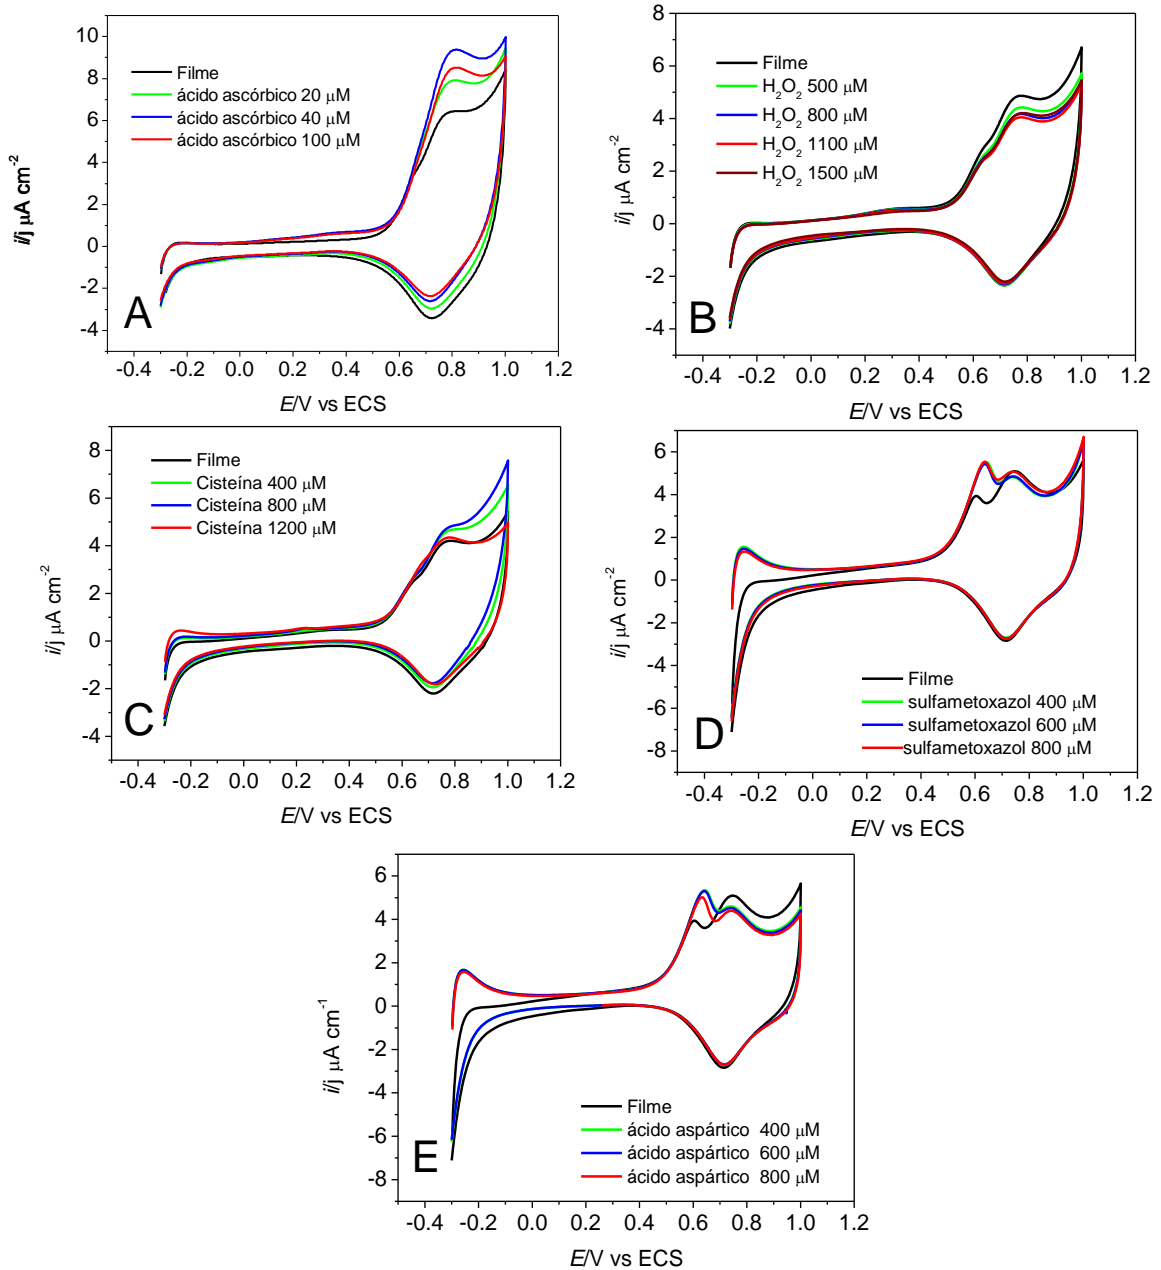 10
8
6
4
2
0
-2
-4
i/j µA cm-2
Filme
ácido ascórbico 20 µM
ácido ascórbico 40 µM
ácido ascórbico 100 µM
A
-0.4 -0.2 0.0 0.2 0.4 0.6 0.8 1.0 1.2
E/V vs ECS
8
6
4
2
0
-2
-4
i/j µA cm-2
Filme
H2O2 500 µM
H2O2 800 µM
H2O2 1100 µM
H2O2 1500 µM
B
-0.4 -0.2 0.0 0.2 0.4 0.6 0.8 1.0 1.2
E/V vs ECS
8
6
4
2
0
-2
-4
i/j µA cm-2
Filme
Cisteína 400 µM
Cisteína 800 µM
Cisteína 1200 µM
C
-0.4 -0.2 0.0 0.2 0.4 0.6 0.8 1.0 1.2
E/V vs ECS
6
4
2
0
-2
-4
-6
-8
i/j µA cm-2
Filme
sulfametoxazol 400 µM
sulfametoxazol 600 µM
sulfametoxazol 800 µM
D
-0.4 -0.2 0.0 0.2 0.4 0.6 0.8 1.0 1.2
E/V vs ECS
6
4
2
0
-2
-4
-6
-8
i/j µA cm-1
Filme
ácido aspártico 400 µM
ácido aspártico 600 µM
ácido aspártico 800 µM
E
-0.4 -0.2 0.0 0.2 0.4 0.6 0.8 1.0 1.2
E/V vs ECS